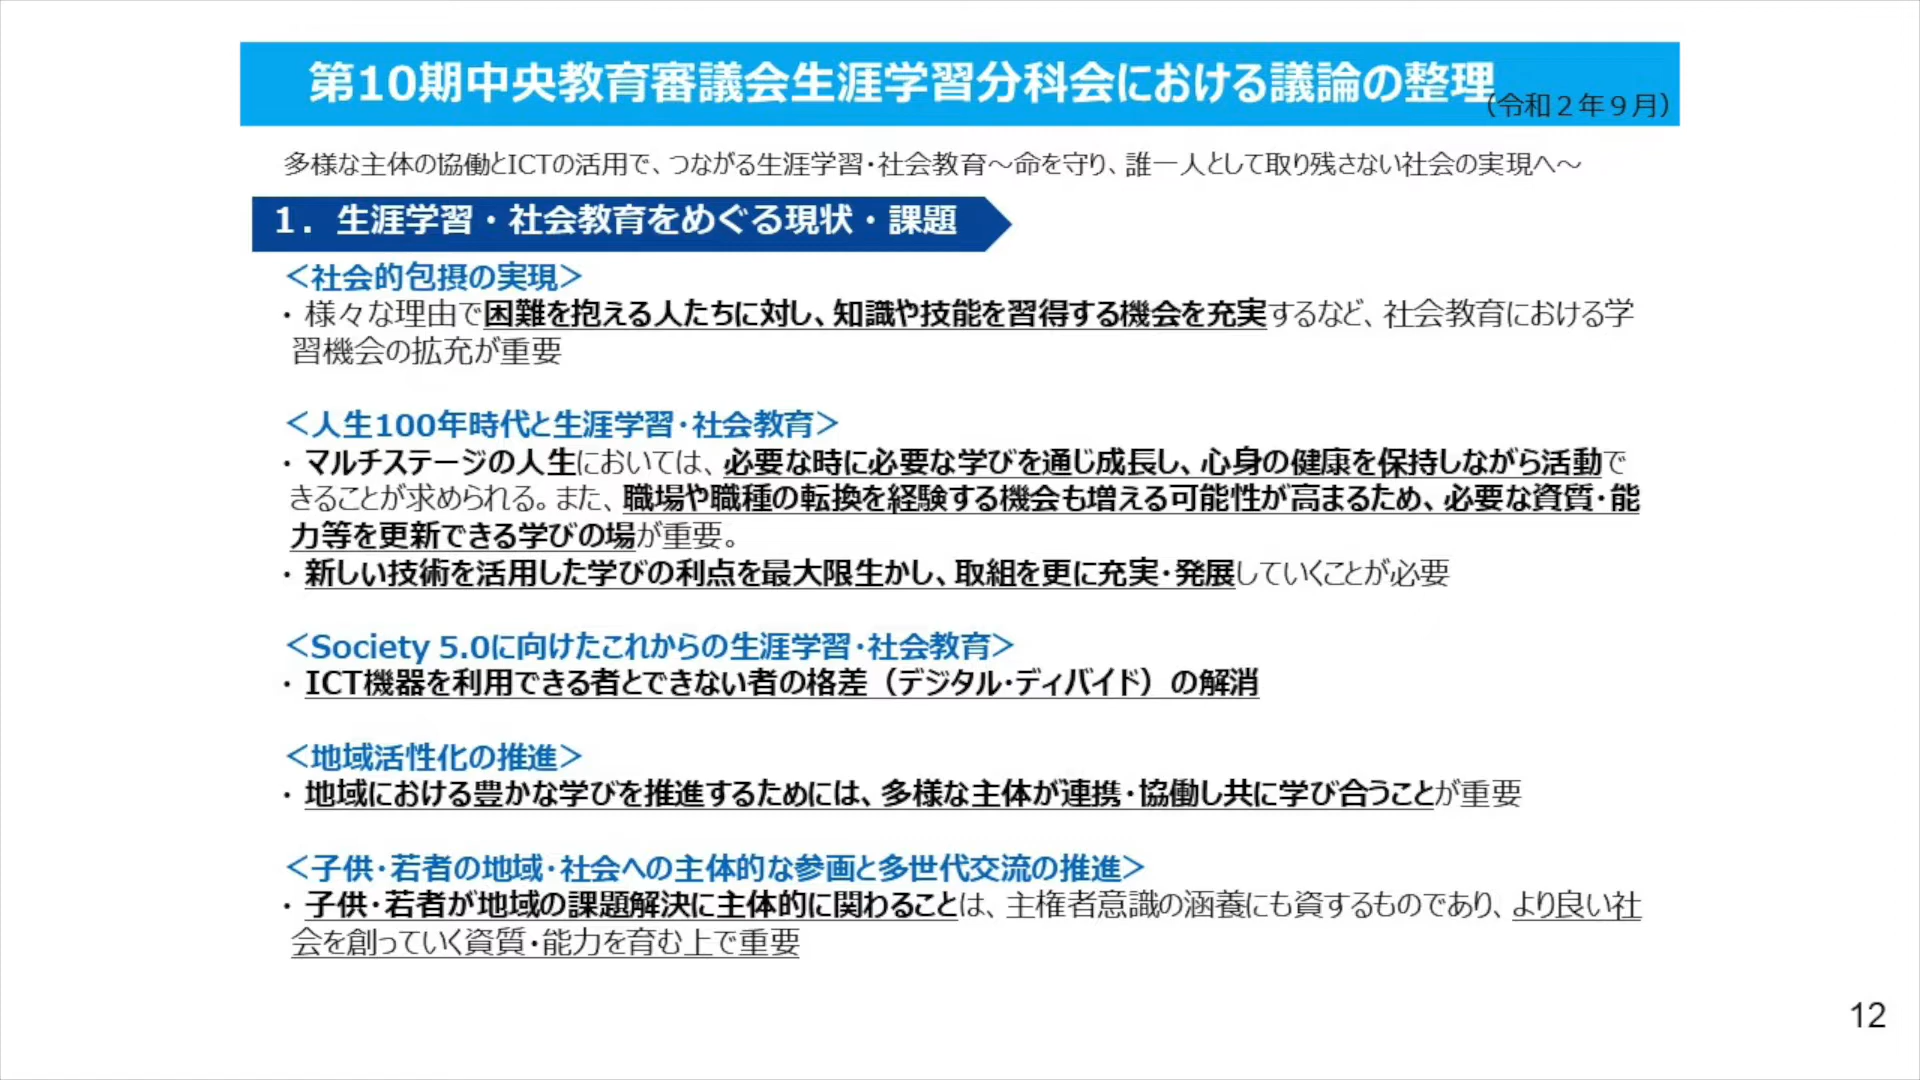 第10期中央教育審議会生涯学習分科会における議論の整理
（令和２年９月）
多様な主体の協働とICTの活用で、つながる生涯学習・社会教育～命を守り、誰一人として取り残さない社会の実現へ～
１．生涯学習・社会教育をめぐる現状・課題
＜社会的包摂の実現＞
・ 様々な理由で困難を抱える人たちに対し、知識や技能を習得する機会を充実するなど、社会教育における学
習機会の拡充が重要
＜人生100年時代と生涯学習・社会教育＞
・ マルチステージの人生においては、必要な時に必要な学びを通じ成長し、心身の健康を保持しながら活動で
きることが求められる。また、職場や職種の転換を経験する機会も増える可能性が高まるため、必要な資質・能
力等を更新できる学びの場が重要。
・ 新しい技術を活用した学びの利点を最大限生かし、取組を更に充実・発展していくことが必要
＜Society 5.0に向けたこれからの生涯学習・社会教育＞
・ ICT機器を利用できる者とできない者の格差（デジタル・ディバイド）の解消
＜地域活性化の推進＞
・ 地域における豊かな学びを推進するためには、多様な主体が連携・協働し共に学び合うことが重要
＜子供・若者の地域・社会への主体的な参画と多世代交流の推進＞
・ 子供・若者が地域の課題解決に主体的に関わることは、主権者意識の涵養にも資するものであり、より良い社
会を創っていく資質・能力を育む上で重要
12